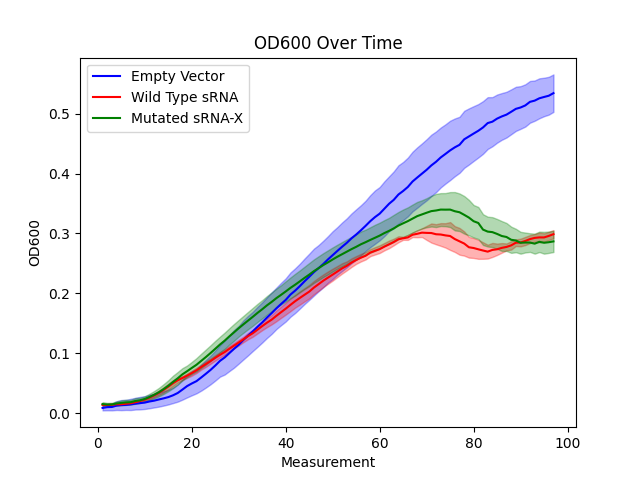 OD600 Over Time
Empty Vector
Wild Type sRNA
Mutated sRNA-X
OD600
0.5
0.4
0.3
0.2
0.1
0.0
0 20 40 60 80 100
Measurement